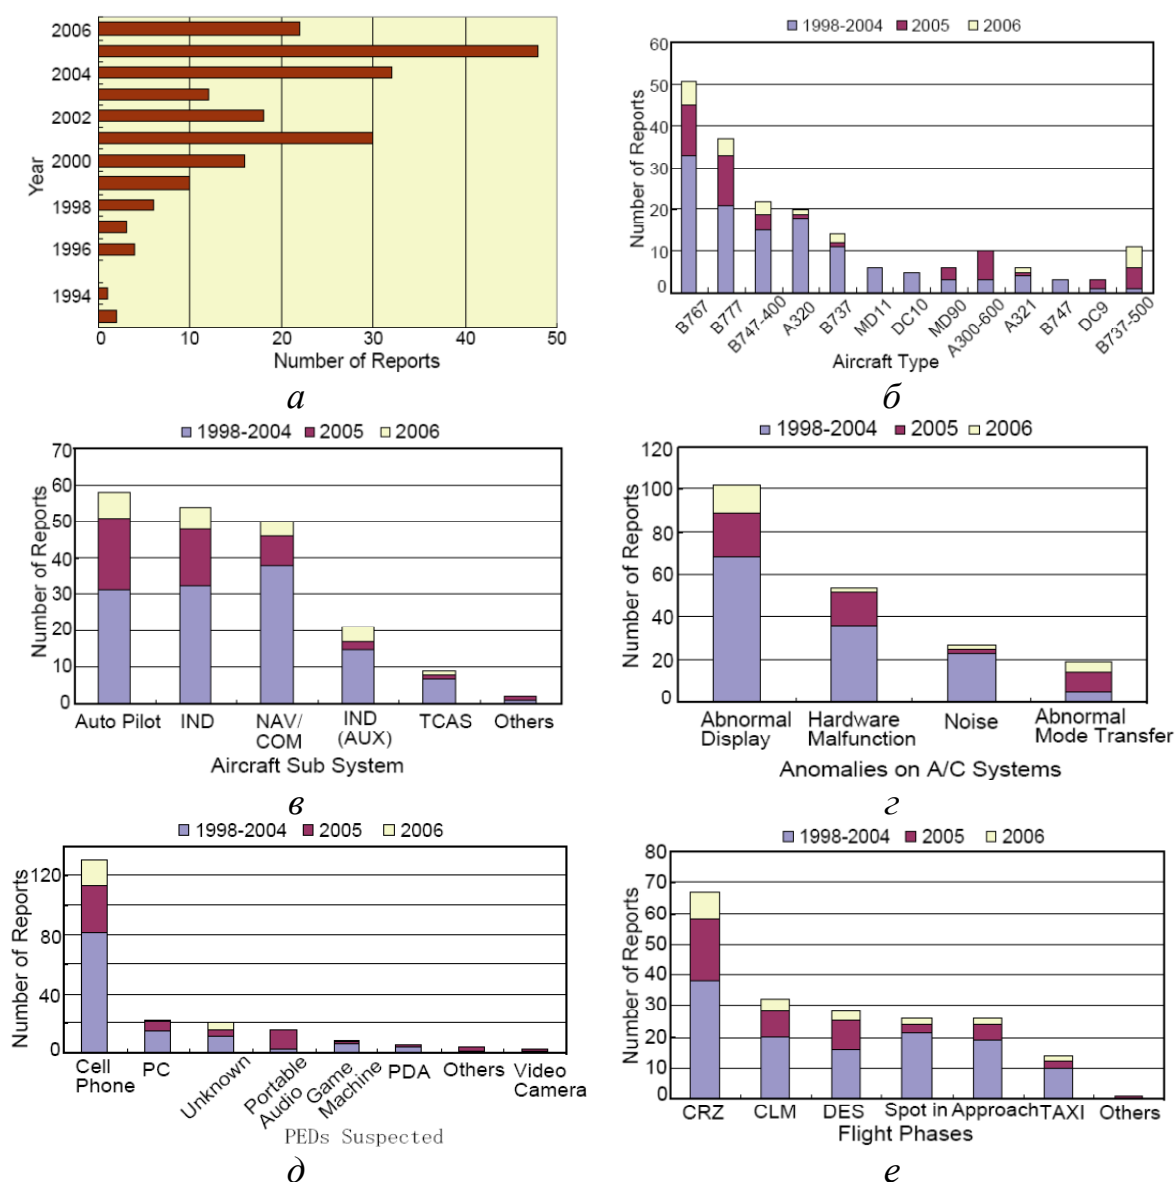 2006
2004
2002
2000
1998
1996
1994
Year
0 10 20 30 40 50
Number of Reports
а
1998-2004 2005 2006
60
50
40
30
20
10
0
Number of Reports
B767 B777 B747-400 A320 B737 MD11 DC10 MD90 A300-600 A321 B747 DC9 B737-500
Aircraft Type
б
1998-2004 2005 2006
70
60
50
40
30
20
10
0
Number of Reports
Auto Pilot IND NAV/ IND TCAS Others
COM (AUX)
Aircraft Sub System
в
1998-2004 2005 2006
120
100
80
60
40
20
0
Number of Reports
Abnormal Hardware Noise Abnormal
Display Malfunction Mode Transfer
Anomalies on A/C Systems
г
1998-2004 2005 2006
120
80
40
0
Number of Reports
Cell PC Unknown Portable Game PDA Others Video
Phone Audio Machine Camera
PEDs Suspected
д
1998-2004 2005 2006
80
70
60
50
40
30
20
10
0
Number of Reports
CRZ CLM DES Spot in Approach TAXI Others
Flight Phases
е